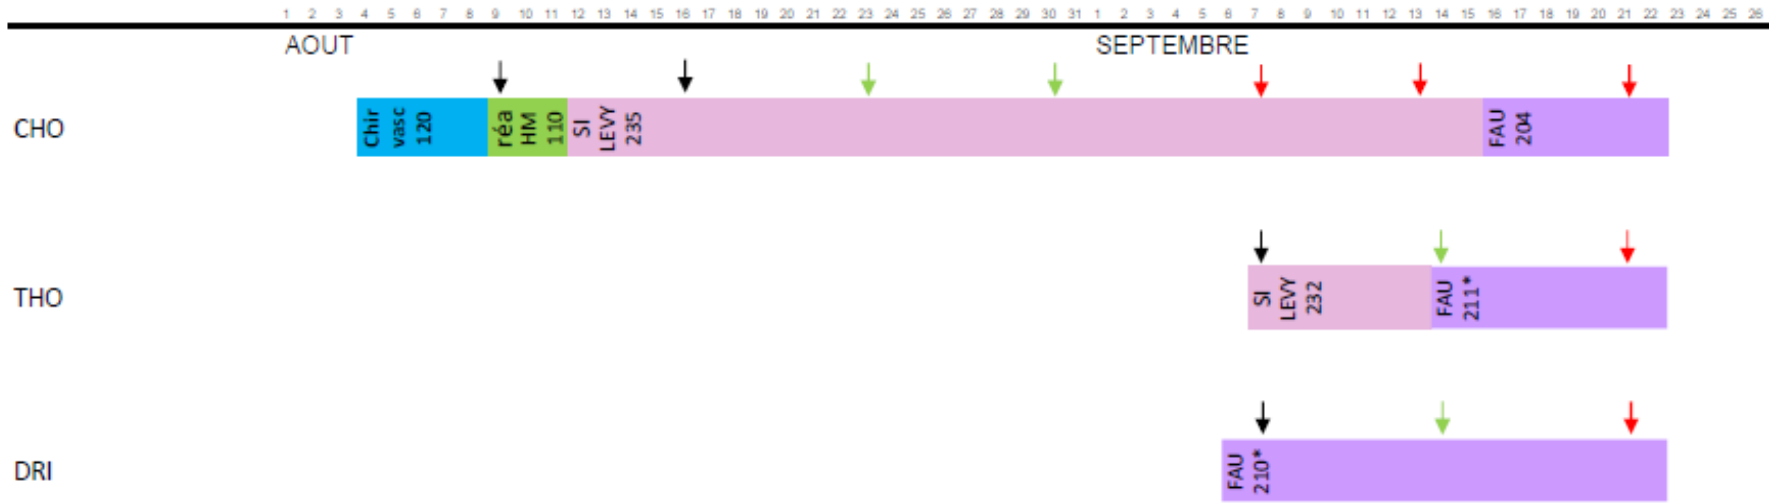 1 2 3 4 5 6 7 8 9 10 11 12 13 14 15 16 17 18 19 20 21 22 23 24 25 26 27 28 29 30 31 1 2 3 4 5 6 7 8 9 10 11 12 13 14 15 16 17 18 19 20 21 22 23 24 25 26
AOUT SEPTEMBRE
CHO
Chir
vasc
120
réa
HM
110
SI
LEVY
235
FAU
204
THO
SI
LEVY
232
FAU
211*
DRI
FAU
210*